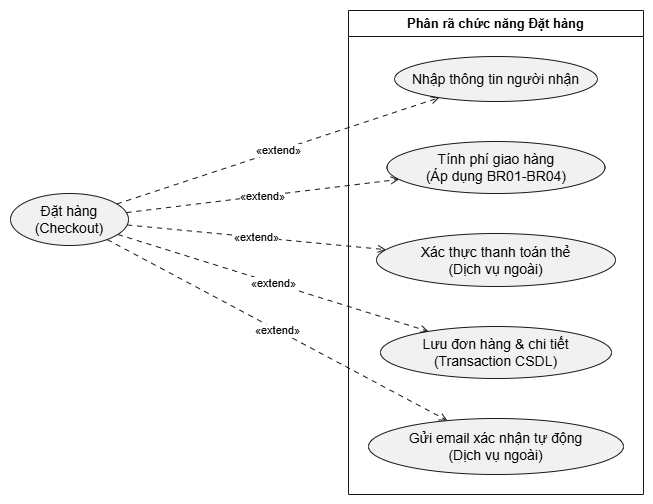 Phân rã chức năng Đặt hàng
Nhập thông tin người nhận
«extend»
Tính phí giao hàng
(Áp dụng BR01-BR04)
«extend»
Đặt hàng
(Checkout)
«extend»
Xác thực thanh toán thẻ
(Dịch vụ ngoài)
«extend»
Lưu đơn hàng & chi tiết
(Transaction CSDL)
«extend»
Gửi email xác nhận tự động
(Dịch vụ ngoài)